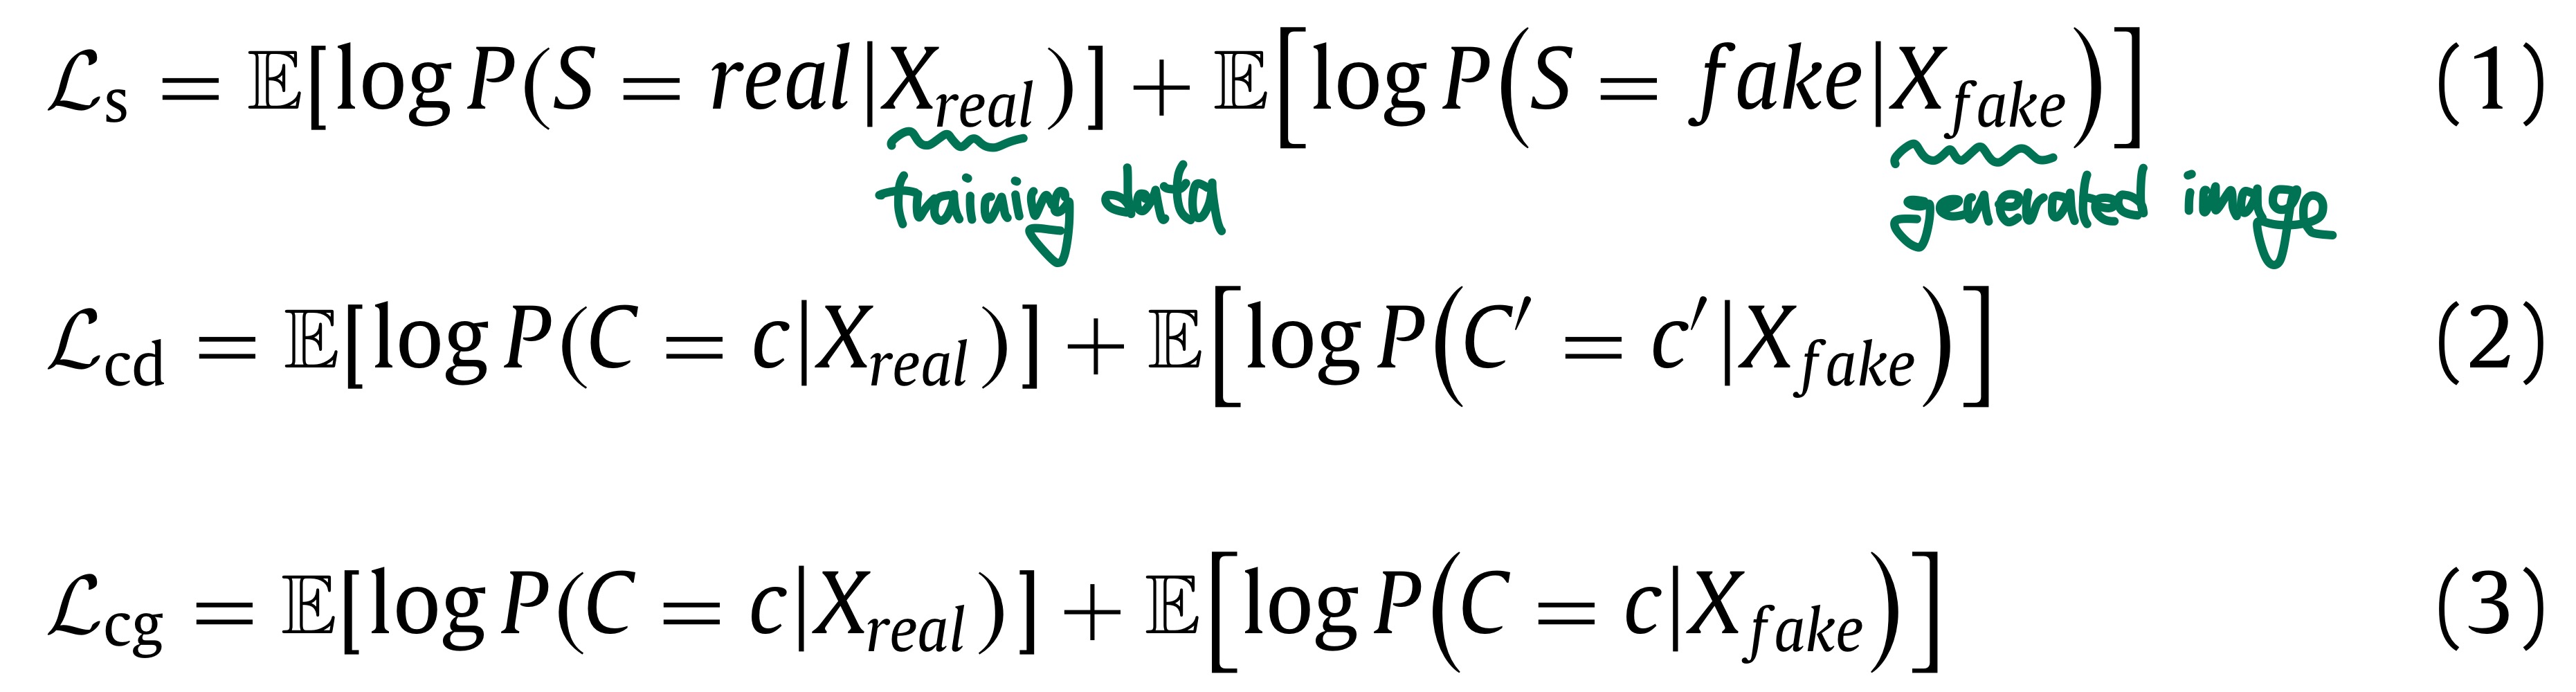 ℒs = 𝔼[log P(S = real|Xreal)] + 𝔼[log P(S = fake|Xfake)] (1)
training data generated image
ℒcd = 𝔼[log P(C = c|Xreal)] + 𝔼[log P(C′ = c′|Xfake)] (2)
ℒcg = 𝔼[log P(C = c|Xreal)] + 𝔼[log P(C = c|Xfake)] (3)